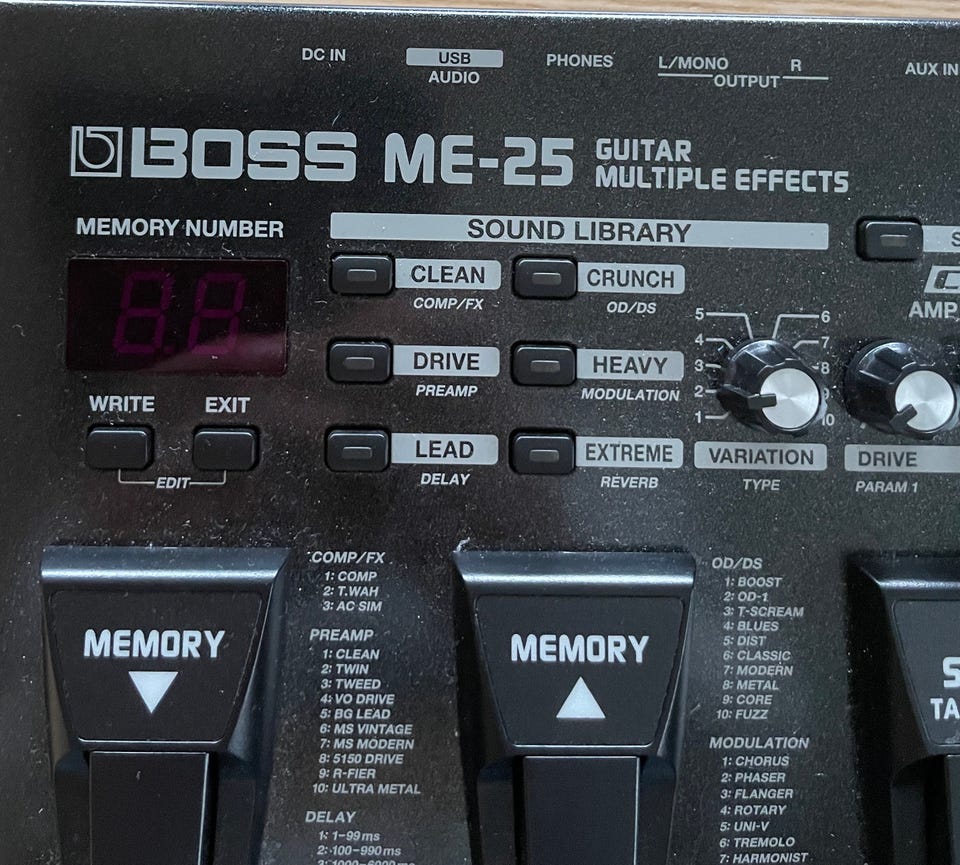 DC IN
USB
AUDIO
PHONES
L/MONO R
OUTPUT
AUX IN
BOSS ME-25 GUITAR
MULTIPLE EFFECTS
MEMORY NUMBER
SOUND LIBRARY
8.8
CLEAN
COMP/FX
CRUNCH
OD/DS
DRIVE
PREAMP
HEAVY
MODULATION
LEAD
DELAY
EXTREME
REVERB
WRITE EXIT
EDIT
5 6
4 7
3 8
2
1 10
VARIATION
TYPE
AMP
DRIVE
PARAM 1
MEMORY
COMP/FX
1: COMP
2: T.WAH
3: AC SIM
PREAMP
1: CLEAN
2: TWIN
3: TWEED
4: VO DRIVE
5: BG LEAD
6: MS VINTAGE
7: MS MODERN
8: 5150 DRIVE
9: R-FIER
10: ULTRA METAL
DELAY
1: 1-99ms
2: 100-990ms
3: 1000-6000ms
MEMORY
OD/DS
1: BOOST
2: OD-1
3: T-SCREAM
4: BLUES
5: DIST
6: CLASSIC
7: MODERN
8: METAL
9: CORE
10: FUZZ
MODULATION
1: CHORUS
2: PHASER
3: FLANGER
4: ROTARY
5: UNI-V
6: TREMOLO
7: HARMONIST
S
TA